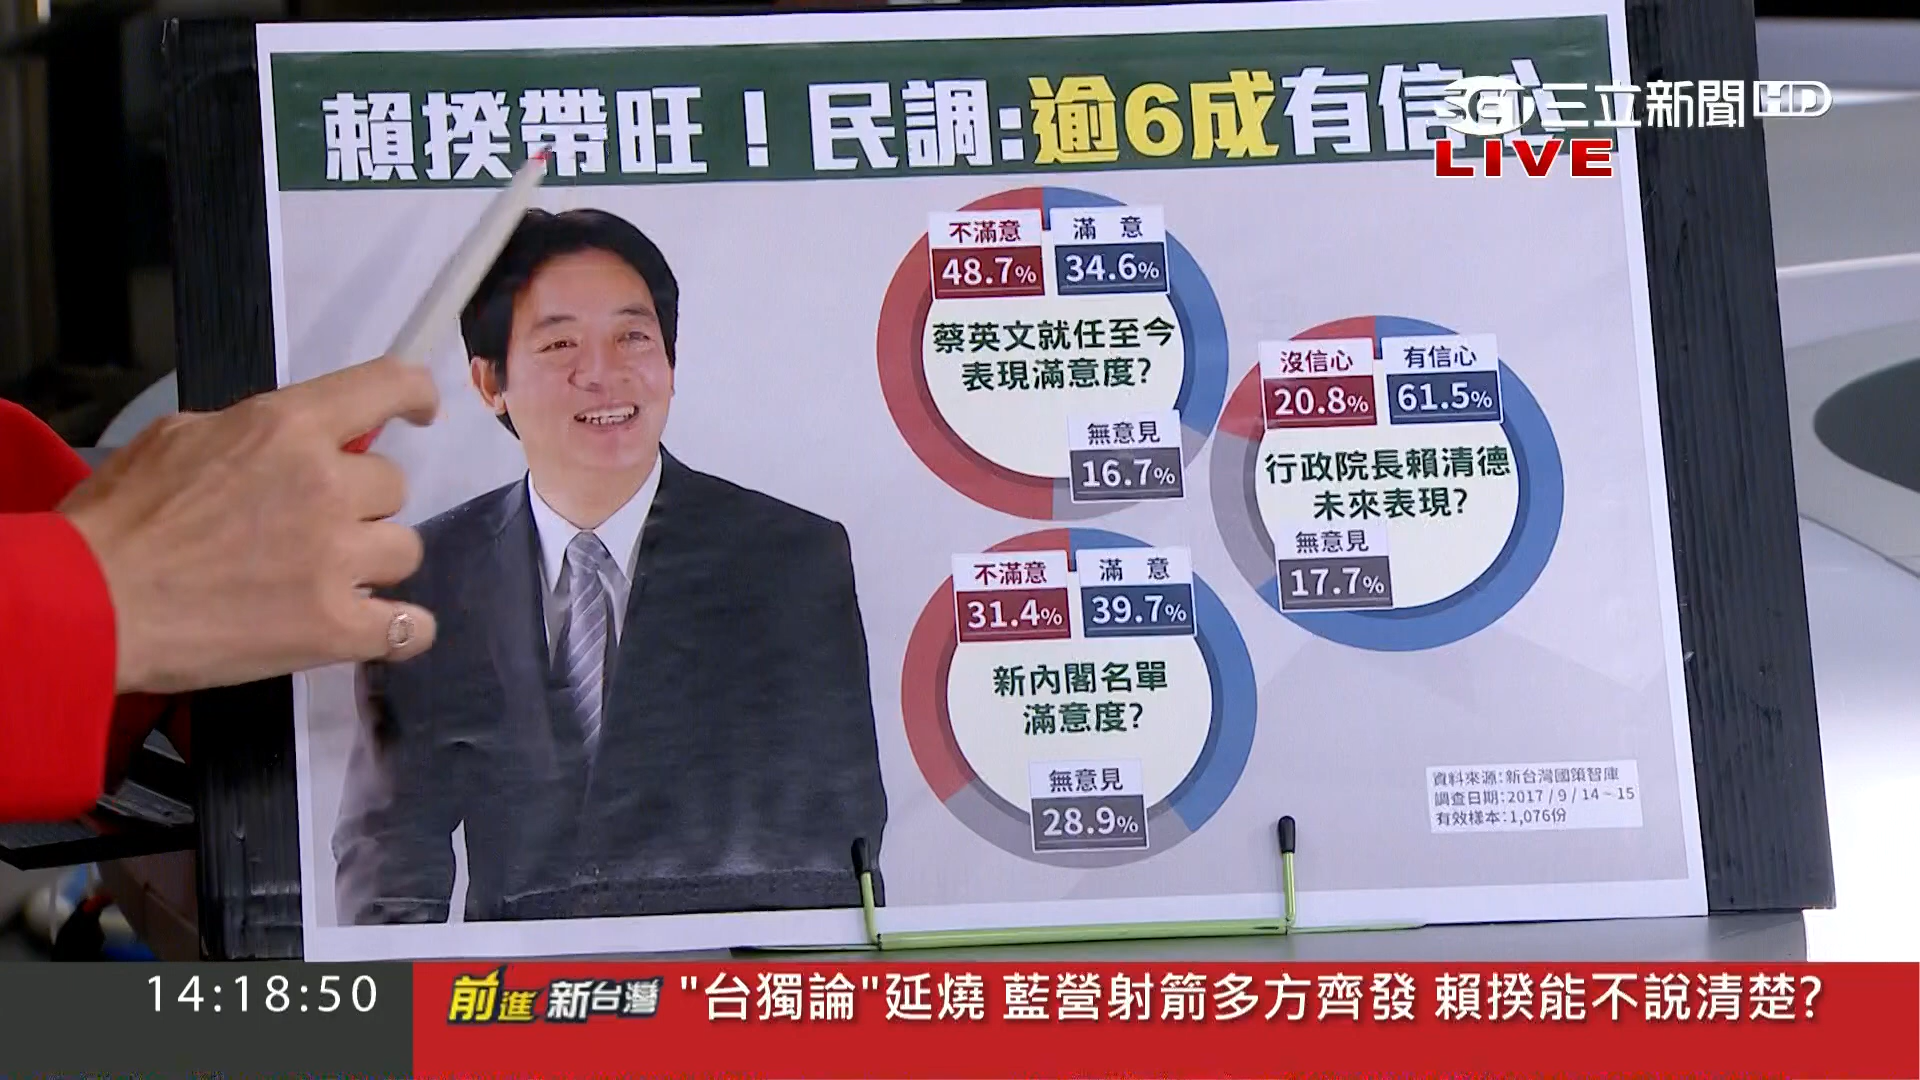 賴揆帶旺！民調:逾6成有信心
三立新聞HD
LIVE
不滿意
48.7%
滿 意
34.6%
蔡英文就任至今
表現滿意度?
無意見
16.7%
沒信心
20.8%
有信心
61.5%
行政院長賴清德
未來表現?
無意見
17.7%
不滿意
31.4%
滿 意
39.7%
新內閣名單
滿意度?
無意見
28.9%
資料來源:新台灣國策智庫
調查日期:2017/9/14~15
有效樣本:1,076份
14:18:50
前進新台灣
"台獨論"延燒 藍營射箭多方齊發 賴揆能不說清楚?